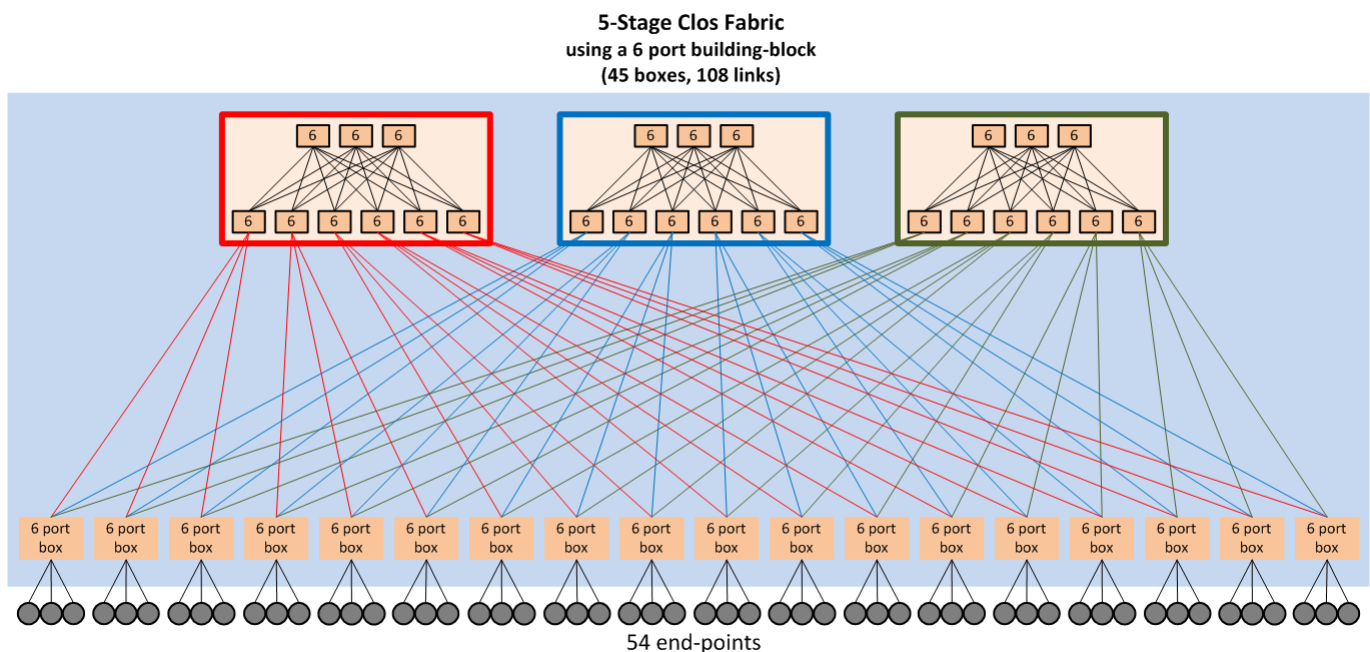 5-Stage Clos Fabric
using a 6 port building-block
(45 boxes, 108 links)
6 6 6 6 6 6 6 6 6
6 6 6 6 6 6 6 6 6 6 6 6 6 6 6 6 6 6
6 port 6 port 6 port 6 port 6 port 6 port 6 port 6 port 6 port 6 port 6 port 6 port 6 port 6 port 6 port 6 port 6 port 6 port
box box box box box box box box box box box box box box box box box box
54 end-points